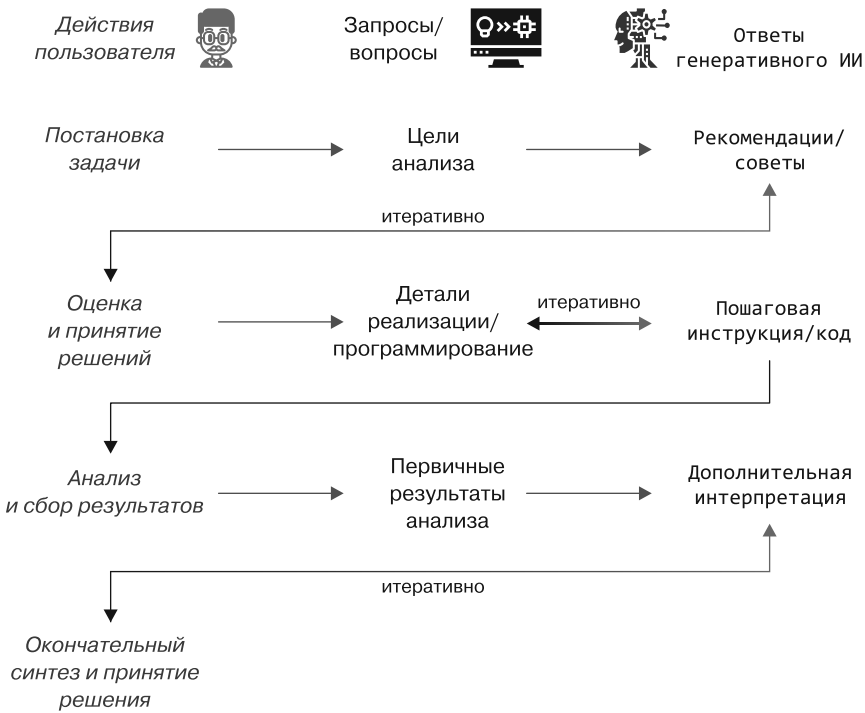 Действия
пользователя
Запросы/
вопросы
Ответы
генеративного ИИ
Постановка
задачи
Цели
анализа
Рекомендации/
советы
итеративно
Оценка
и принятие
решений
Детали
реализации/
программирование
итеративно
Пошаговая
инструкция/код
Анализ
и сбор результатов
Первичные
результаты
анализа
Дополнительная
интерпретация
итеративно
Окончательный
синтез и принятие
решения